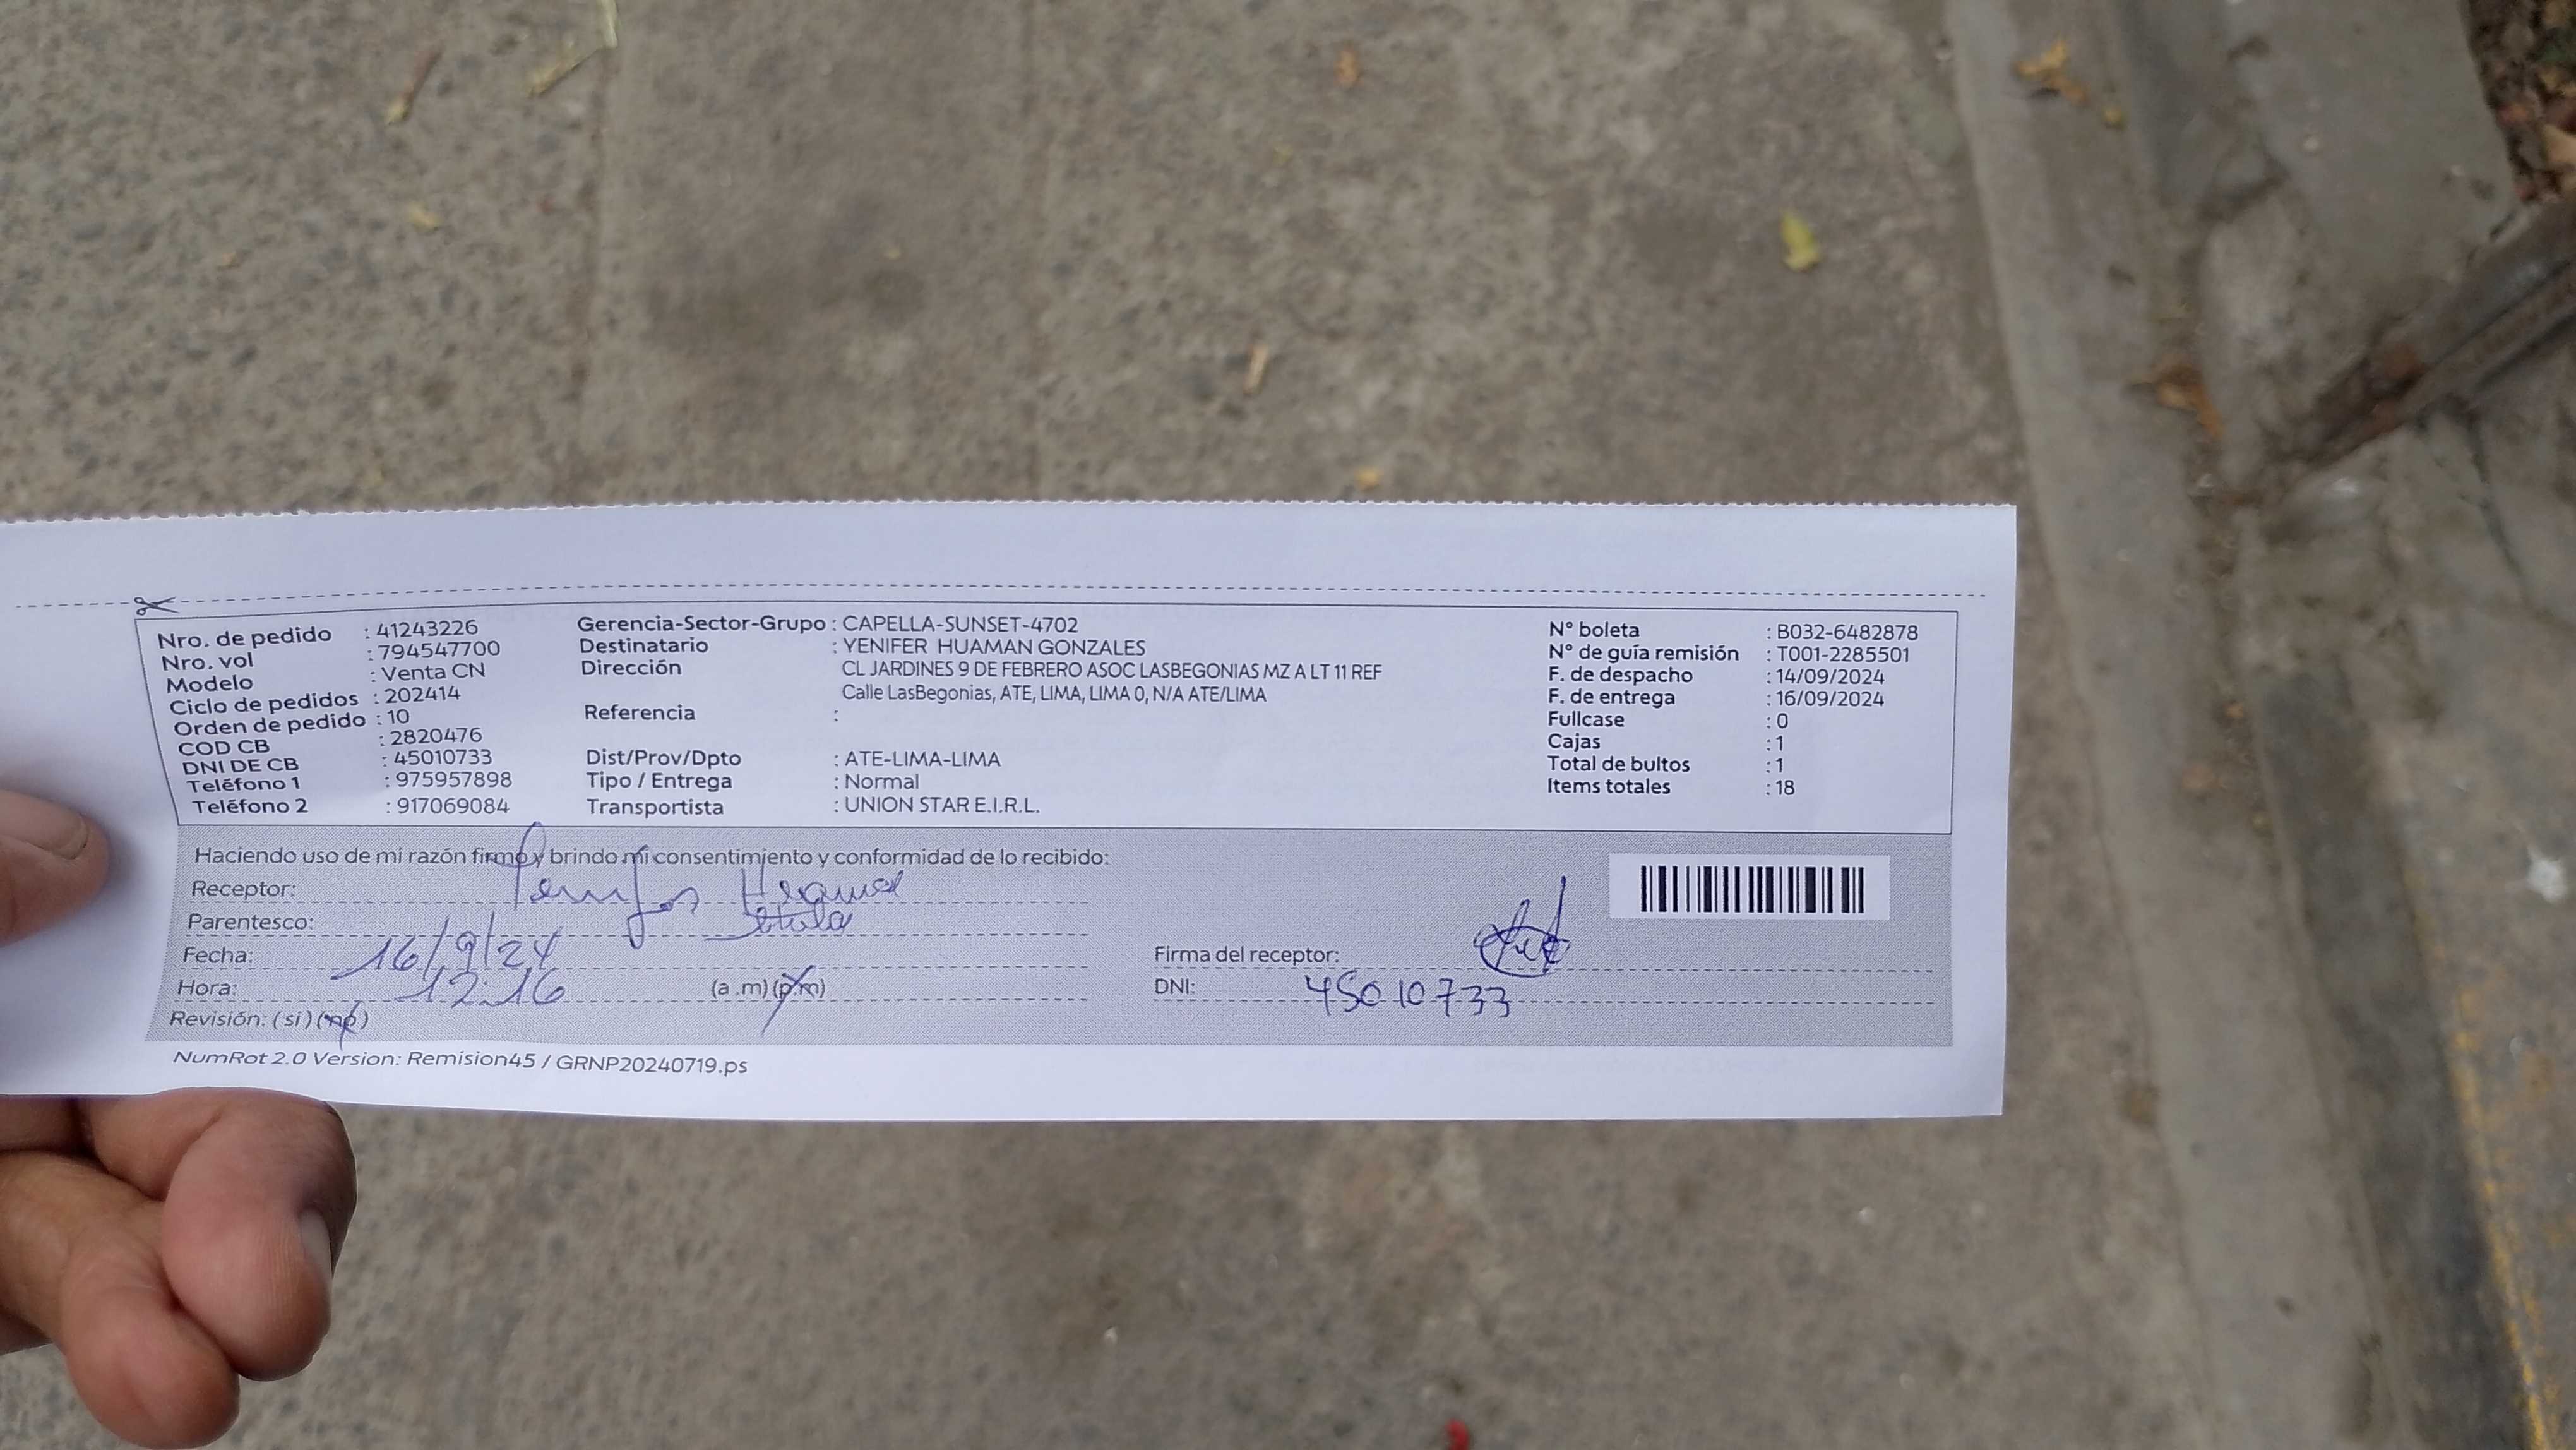 Nro. de pedido : 41243226
Nro. vol : 794547700
Modelo : Venta CN
Ciclo de pedidos : 202414
Orden de pedido : 10
COD CB : 2820476
DNI DE CB : 45010733
Teléfono 1 : 975957898
Teléfono 2 : 917069084
Gerencia-Sector-Grupo : CAPELLA-SUNSET-4702
Destinatario : YENIFER HUAMAN GONZALES
Dirección CL JARDINES 9 DE FEBRERO ASOC LASBEGONIAS MZ A LT 11 REF
Calle LasBegonias, ATE, LIMA, LIMA 0, N/A ATE/LIMA
Referencia :
Dist/Prov/Dpto : ATE-LIMA-LIMA
Tipo / Entrega : Normal
Transportista : UNION STAR E.I.R.L.
N° boleta : B032-6482878
N° de guía remisión : T001-2285501
F. de despacho : 14/09/2024
F. de entrega : 16/09/2024
Fullcase : 0
Cajas : 1
Total de bultos : 1
Items totales : 18
Haciendo uso de mi razón firmo y brindo mi consentimiento y conformidad de lo recibido:
Receptor:
Parentesco:
Fecha: 16/9/24
Hora: 12:16 (a .m) (p.m)
Revisión: ( si ) ( no )
Firma del receptor:
DNI: 45010733
NumRot 2.0 Version: Remision45 / GRNP20240719.ps